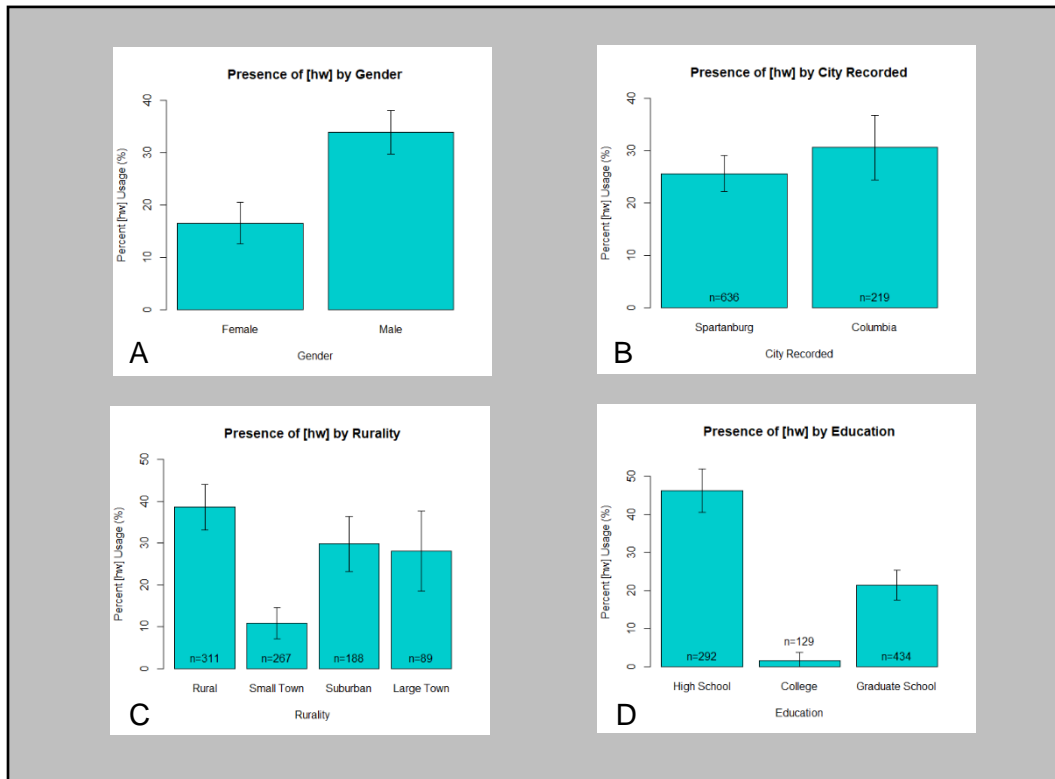 Presence of [hw] by Gender
Percent [hw] Usage (%)
40
30
20
10
0
Female Male
Gender
A
Presence of [hw] by City Recorded
Percent [hw] Usage (%)
40
30
20
10
0
n=636 n=219
Spartanburg Columbia
City Recorded
B
Presence of [hw] by Rurality
Percent [hw] Usage (%)
50
40
30
20
10
0
n=311 n=267 n=188 n=89
Rural Small Town Suburban Large Town
Rurality
C
Presence of [hw] by Education
Percent [hw] Usage (%)
50
40
30
20
10
0
n=292 n=129 n=434
High School College Graduate School
Education
D